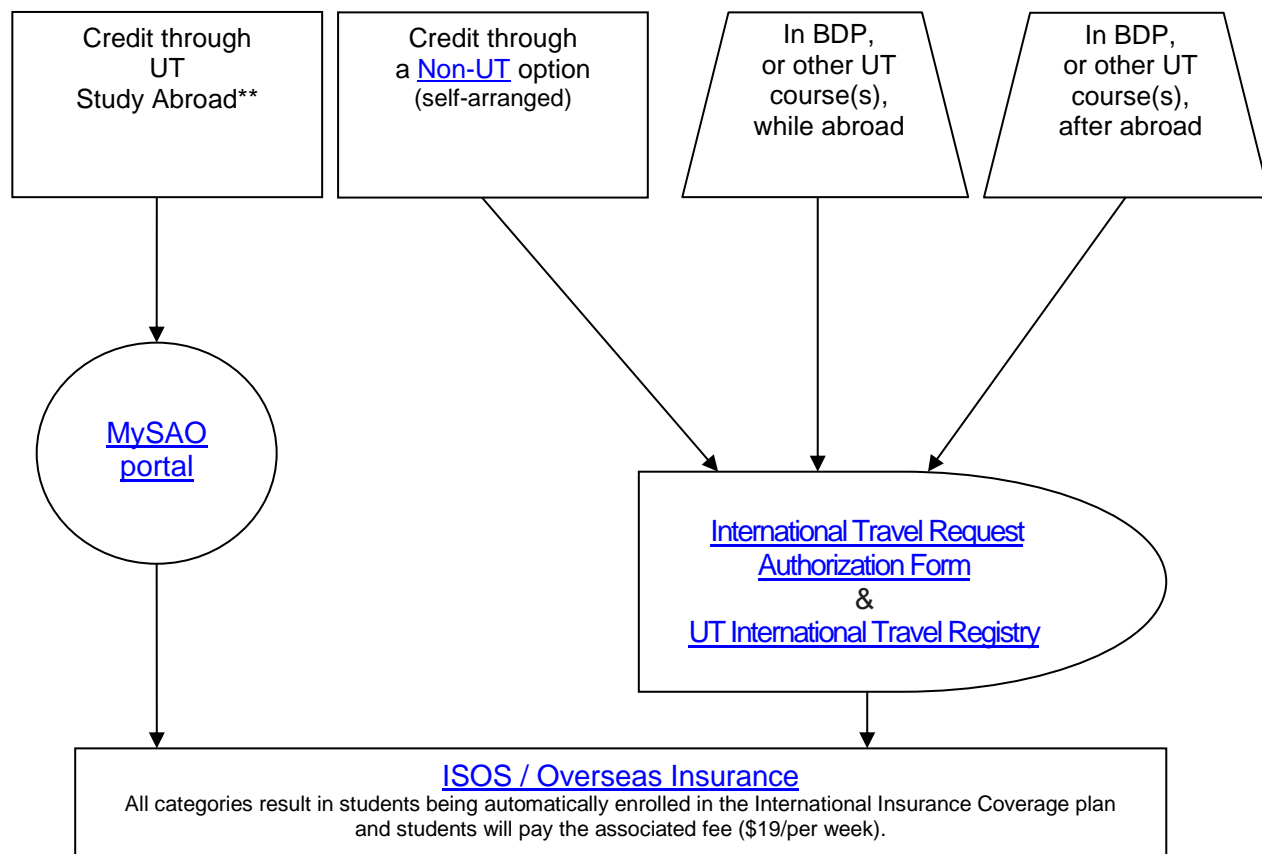 Credit through
UT
Study Abroad**
Credit through
a Non-UT option
(self-arranged)
In BDP,
or other UT
course(s),
while abroad
In BDP,
or other UT
course(s),
after abroad
MySAO
portal
International Travel Request
Authorization Form
&
UT International Travel Registry
ISOS / Overseas Insurance
All categories result in students being automatically enrolled in the International Insurance Coverage plan
and students will pay the associated fee ($19/per week).